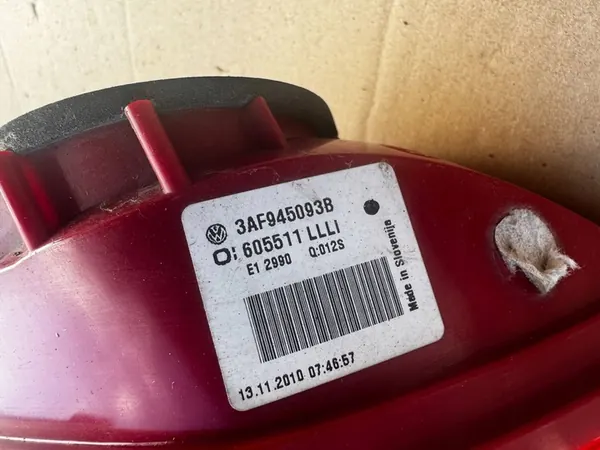 3AF945093B
O: 605511 LLLI
E1 2990 Q:012S
Made in Slovenija
13.11.2010 07:46:57